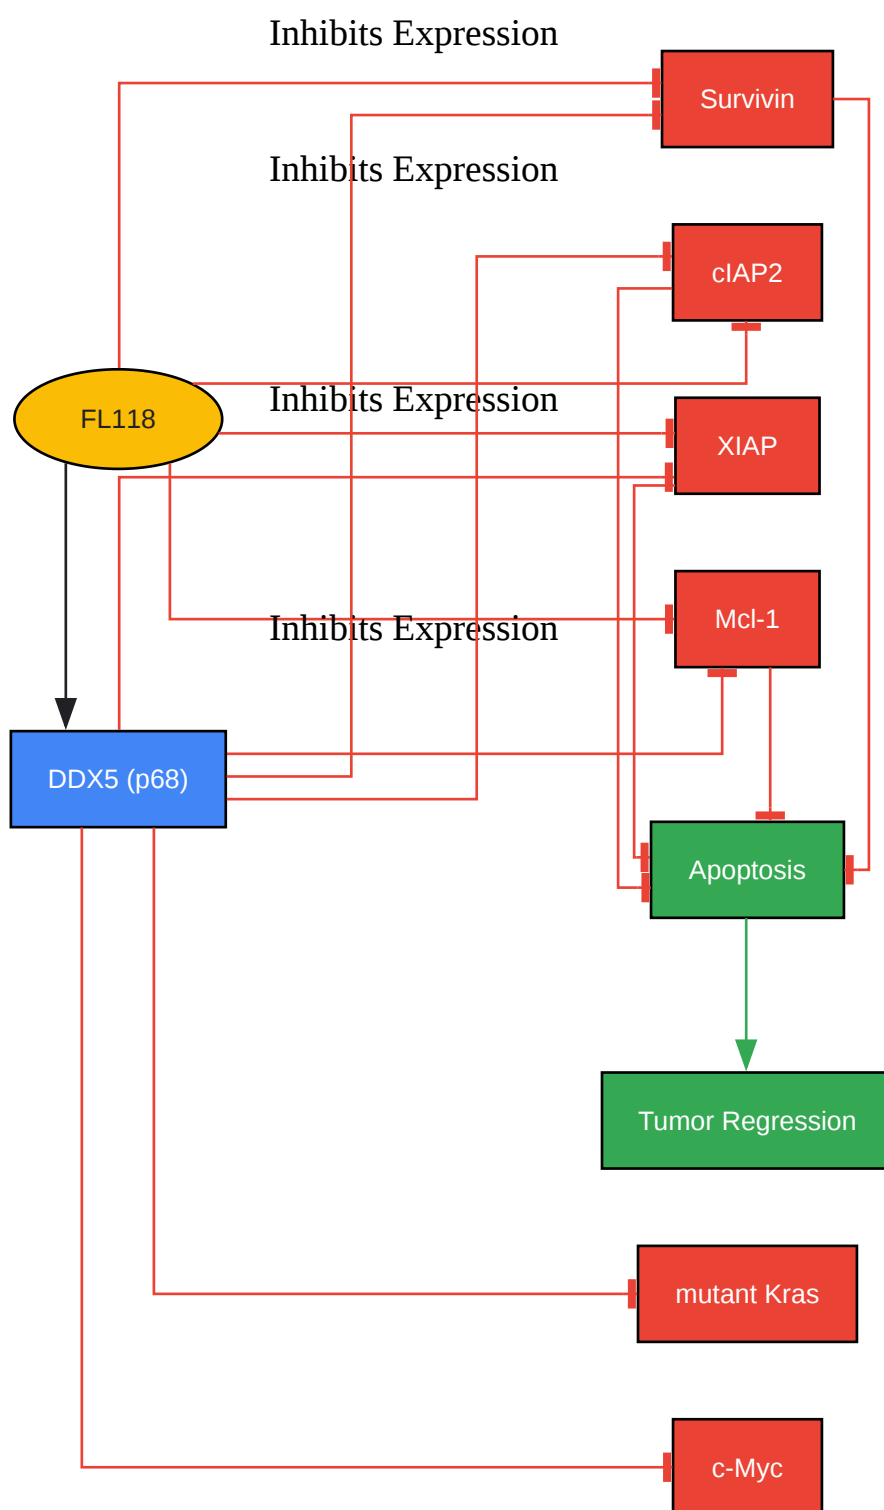 Inhibits Expression
Survivin
Inhibits Expression
cIAP2
Inhibits Expression
FL118
XIAP
Inhibits Expression
Mcl-1
DDX5 (p68)
Apoptosis
Tumor Regression
mutant Kras
c-Myc